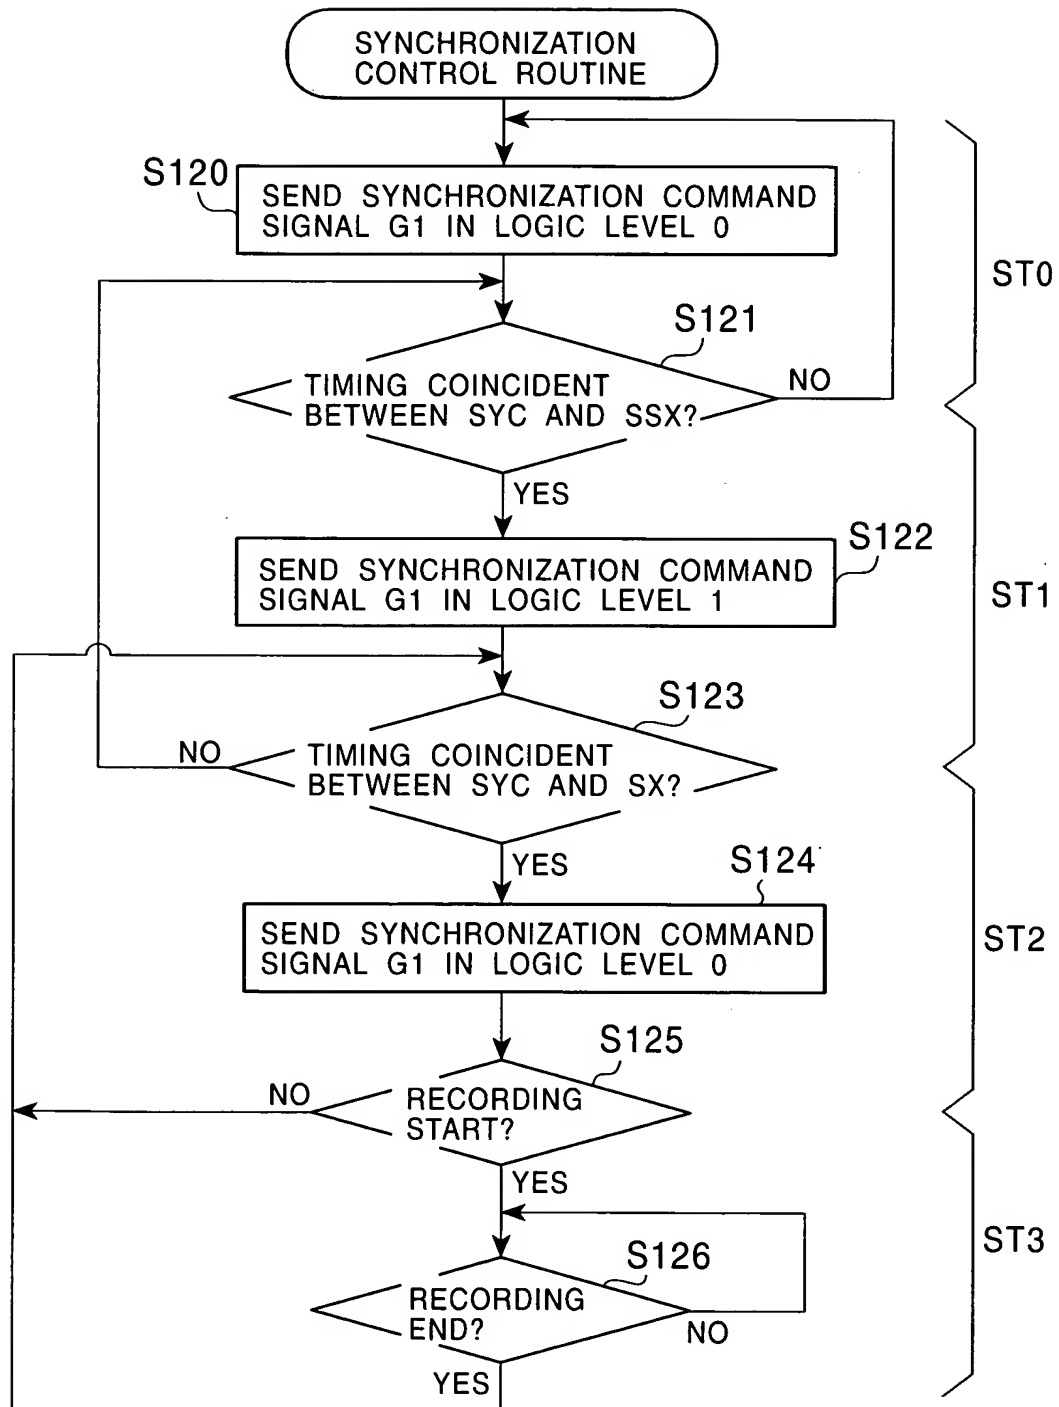 SYNCHRONIZATION
CONTROL ROUTINE
S120
SEND SYNCHRONIZATION COMMAND
SIGNAL G1 IN LOGIC LEVEL 0
ST0
S121
TIMING COINCIDENT
BETWEEN SYC AND SSX?
NO
YES
S122
SEND SYNCHRONIZATION COMMAND
SIGNAL G1 IN LOGIC LEVEL 1
ST1
S123
NO
TIMING COINCIDENT
BETWEEN SYC AND SX?
YES
S124
SEND SYNCHRONIZATION COMMAND
SIGNAL G1 IN LOGIC LEVEL 0
ST2
S125
NO
RECORDING
START?
YES
ST3
S126
RECORDING
END?
NO
YES